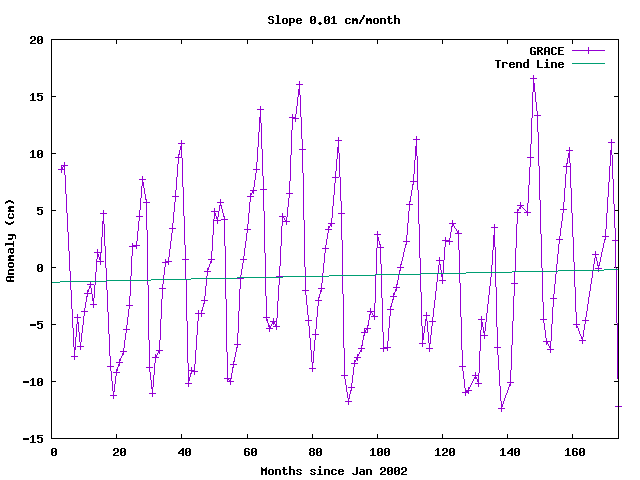 Slope 0.01 cm/month
GRACE
Trend Line
20
15
10
5
0
-5
-10
-15
Anomaly (cm)
0 20 40 60 80 100 120 140 160
Months since Jan 2002